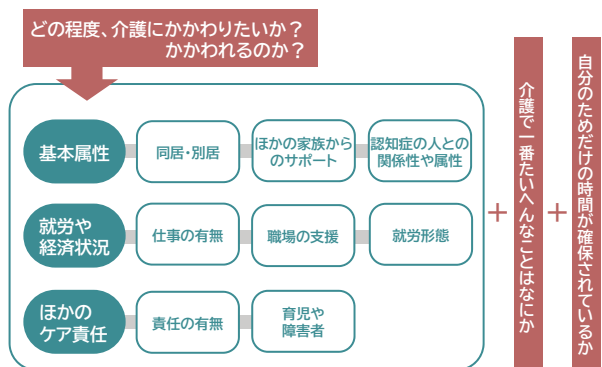 どの程度、介護にかかわりたいか？
かかわれるのか？
基本属性
同居・別居
ほかの家族から
のサポート
認知症の人との
関係性や属性
就労や
経済状況
仕事の有無
職場の支援
就労形態
ほかの
ケア責任
責任の有無
育児や
障害者
＋
介護で一番たいへんなことはなにか
＋
自分のためだけの時間が確保されているか